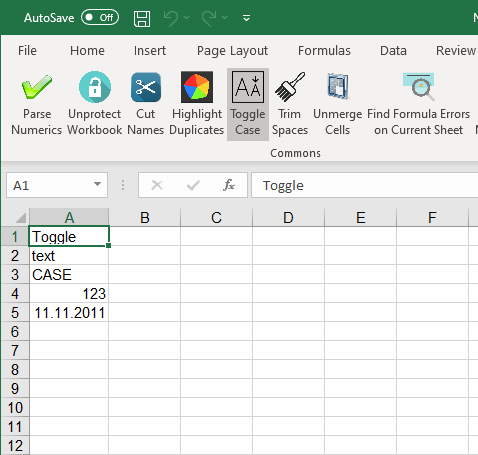 AutoSave Off
File Home Insert Page Layout Formulas Data Review
Parse Numerics
Unprotect Workbook
Cut Names
Highlight Duplicates
Toggle Case
Trim Spaces
Unmerge Cells
Find Formula Errors on Current Sheet
Commons
A1 fx Toggle
A B C D E F
1 Toggle
2 text
3 CASE
4 123
5 11.11.2011
6
7
8
9
10
11
12